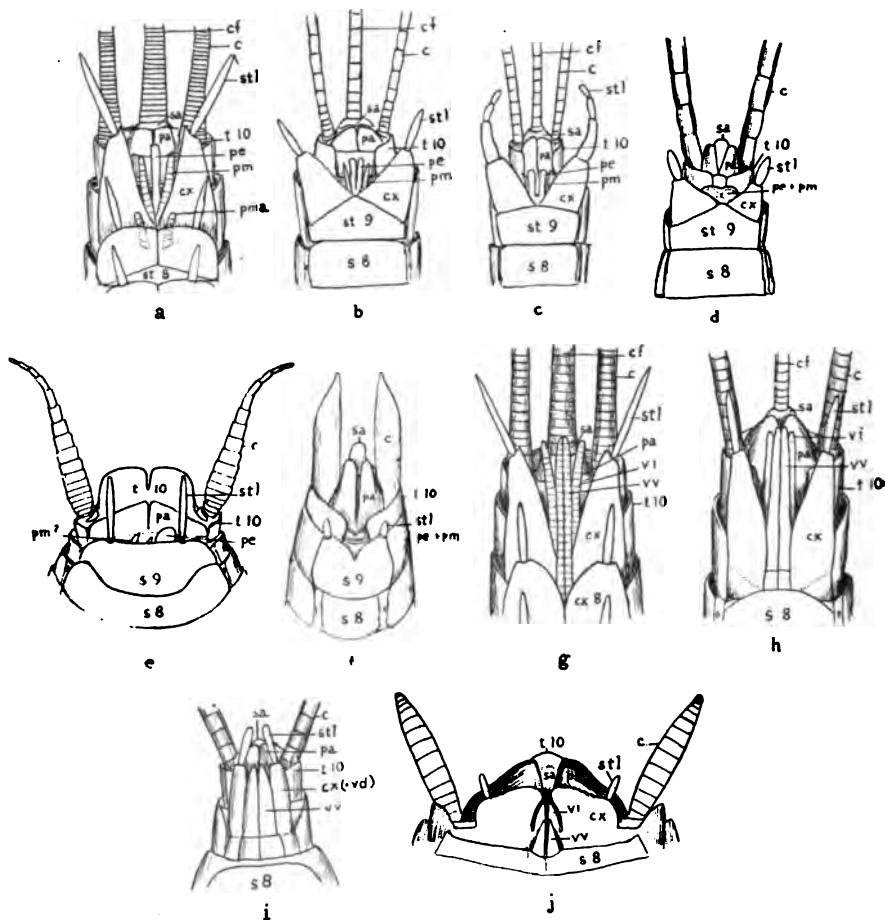 cf
c
stl
sa
pa
t 10
pe
pm
cx
pma
st 8
a
cf
c
stl
sa
pa
t 10
pe
pm
cx
st 9
s 8
b
cf
c
stl
sa
t 10
pa
pe
pm
cx
st 9
s 8
c
c
sa
t 10
stl
pe + pm
cx
st 9
s 8
d
c
t 10
stl
pa
t 10
pm?
pe
s 9
s 8
e
sa
c
pa
t 10
stl
pe + pm
s 9
s 8
f
cf
c
stl
sa
pa
vi
vv
t 10
cx
cx 8
g
cf
c
sa
stl
vi
pa
vv
t 10
cx
s 8
h
sa
c
stl
pa
t 10
cx (+vd)
vv
s 8
i
t 10
c
sa
stl
vi
cx
vv
s 8
j